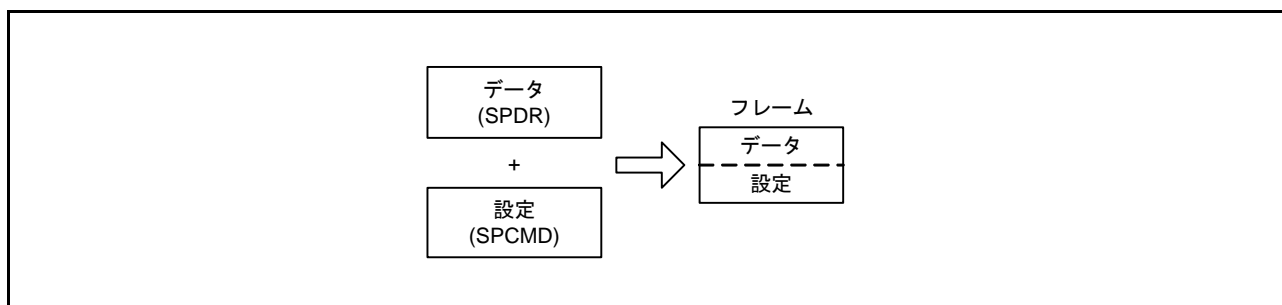 データ
(SPDR)
+
設定
(SPCMD)
フレーム
データ
設定